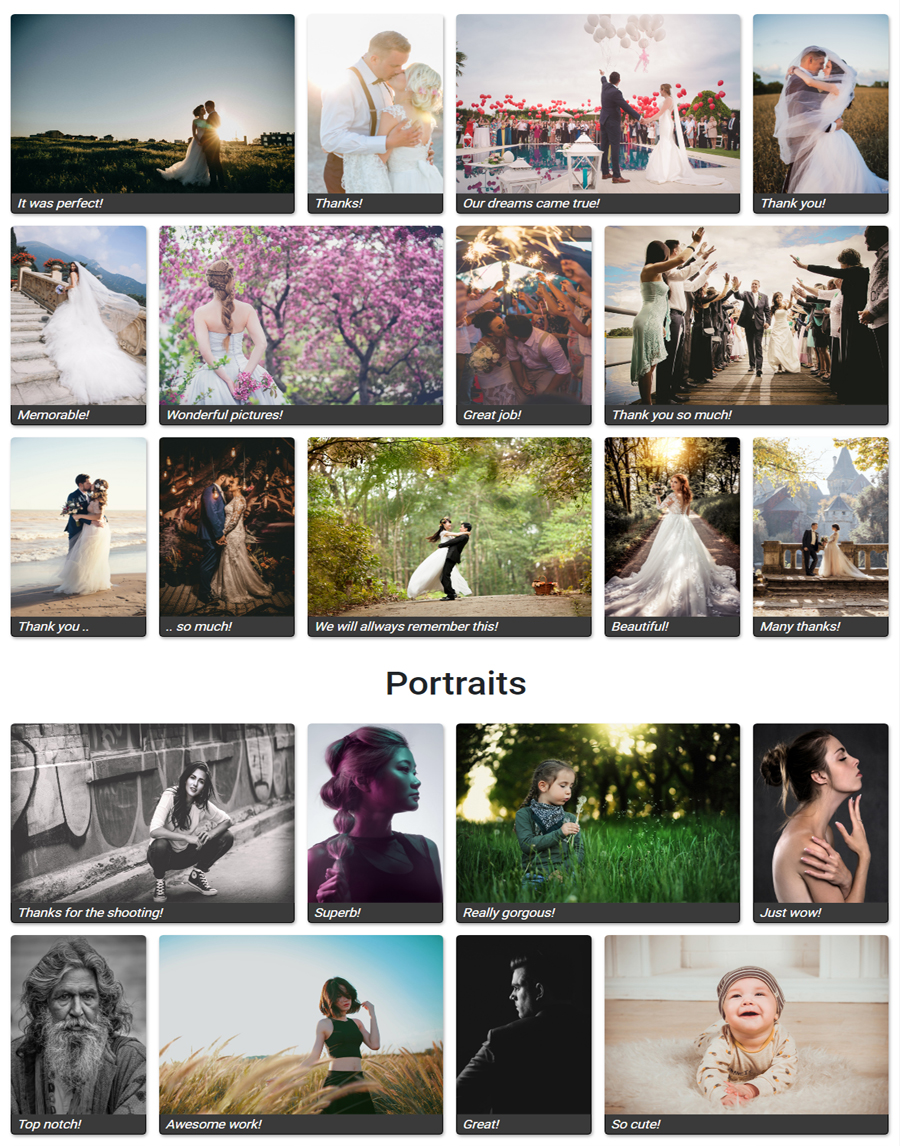 It was perfect!
Thanks!
Our dreams came true!
Thank you!
Memorable!
Wonderful pictures!
Great job!
Thank you so much!
Thank you ..
.. so much!
We will allways remember this!
Beautiful!
Many thanks!
Portraits
Thanks for the shooting!
Superb!
Really gorgous!
Just wow!
Top notch!
Awesome work!
Great!
So cute!